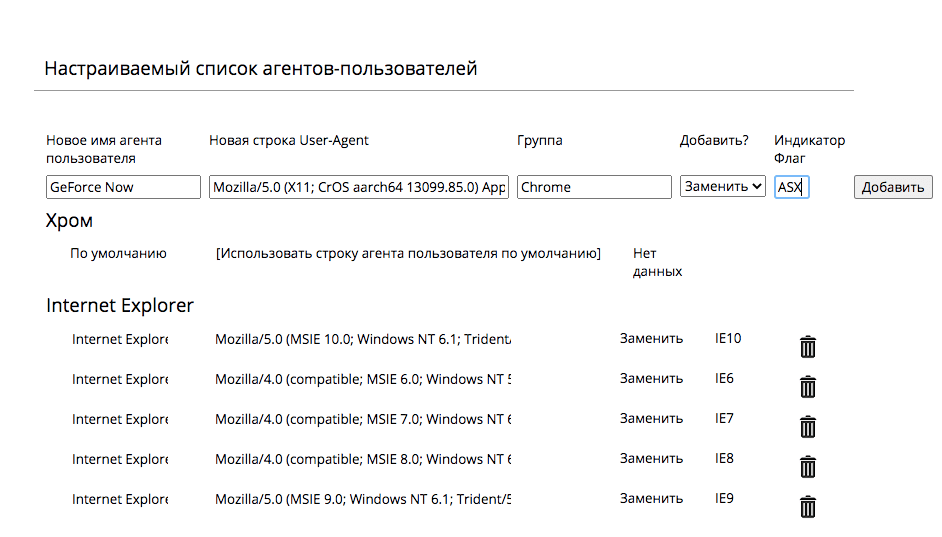 Настраиваемый список агентов-пользователей
Новое имя агента пользователя
Новая строка User-Agent
Группа
Добавить?
Индикатор Флаг
GeForce Now
Mozilla/5.0 (X11; CrOS aarch64 13099.85.0) App
Chrome
Заменить
ASX
Добавить
Хром
По умолчанию
[Использовать строку агента пользователя по умолчанию]
Нет данных
Internet Explorer
Internet Explore Mozilla/5.0 (MSIE 10.0; Windows NT 6.1; Trident/ Заменить IE10
Internet Explore Mozilla/4.0 (compatible; MSIE 6.0; Windows NT 5 Заменить IE6
Internet Explore Mozilla/4.0 (compatible; MSIE 7.0; Windows NT 6 Заменить IE7
Internet Explore Mozilla/4.0 (compatible; MSIE 8.0; Windows NT 6 Заменить IE8
Internet Explore Mozilla/5.0 (MSIE 9.0; Windows NT 6.1; Trident/5 Заменить IE9